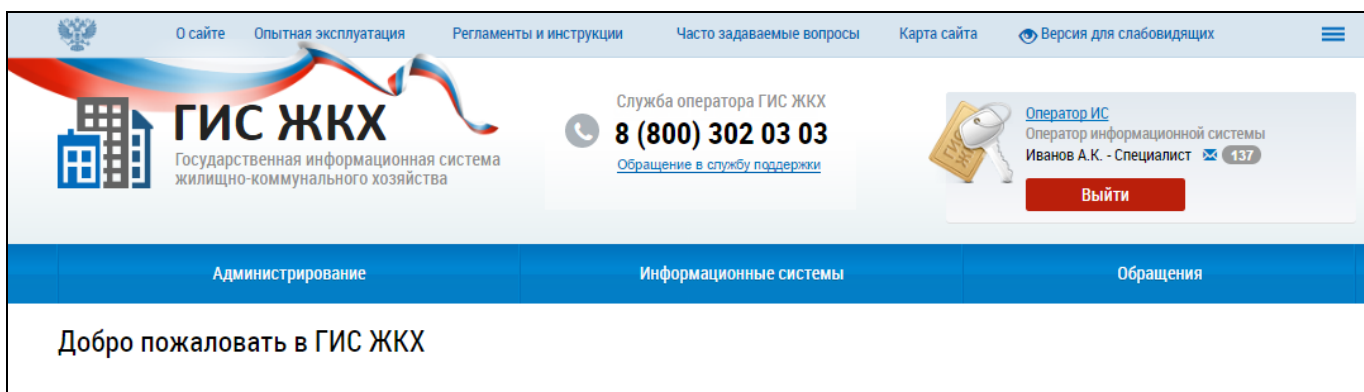 О сайте Опытная эксплуатация Регламенты и инструкции Часто задаваемые вопросы Карта сайта Версия для слабовидящих
ГИС ЖКХ
Государственная информационная система
жилищно-коммунального хозяйства
Служба оператора ГИС ЖКХ
8 (800) 302 03 03
Обращение в службу поддержки
Оператор ИС
Оператор информационной системы
Иванов А.К. - Специалист 137
Выйти
Администрирование Информационные системы Обращения
Добро пожаловать в ГИС ЖКХ